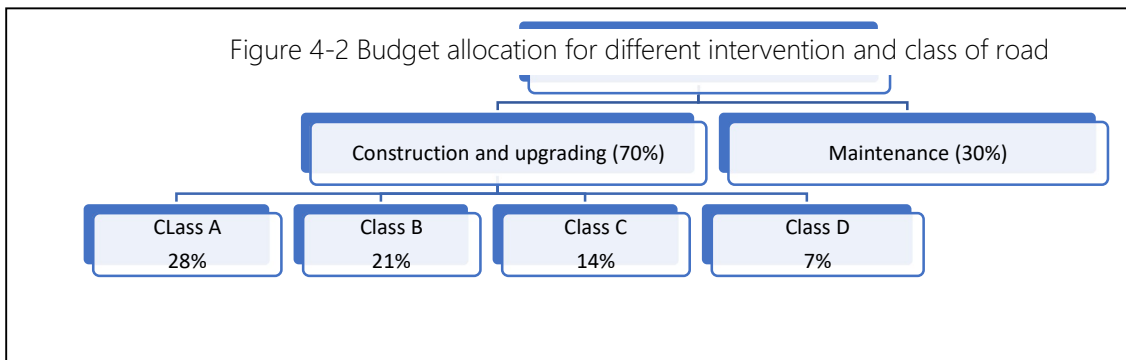 Figure 4-2 Budget allocation for different intervention and class of road
Construction and upgrading (70%)
Maintenance (30%)
CLass A
28%
Class B
21%
Class C
14%
Class D
7%